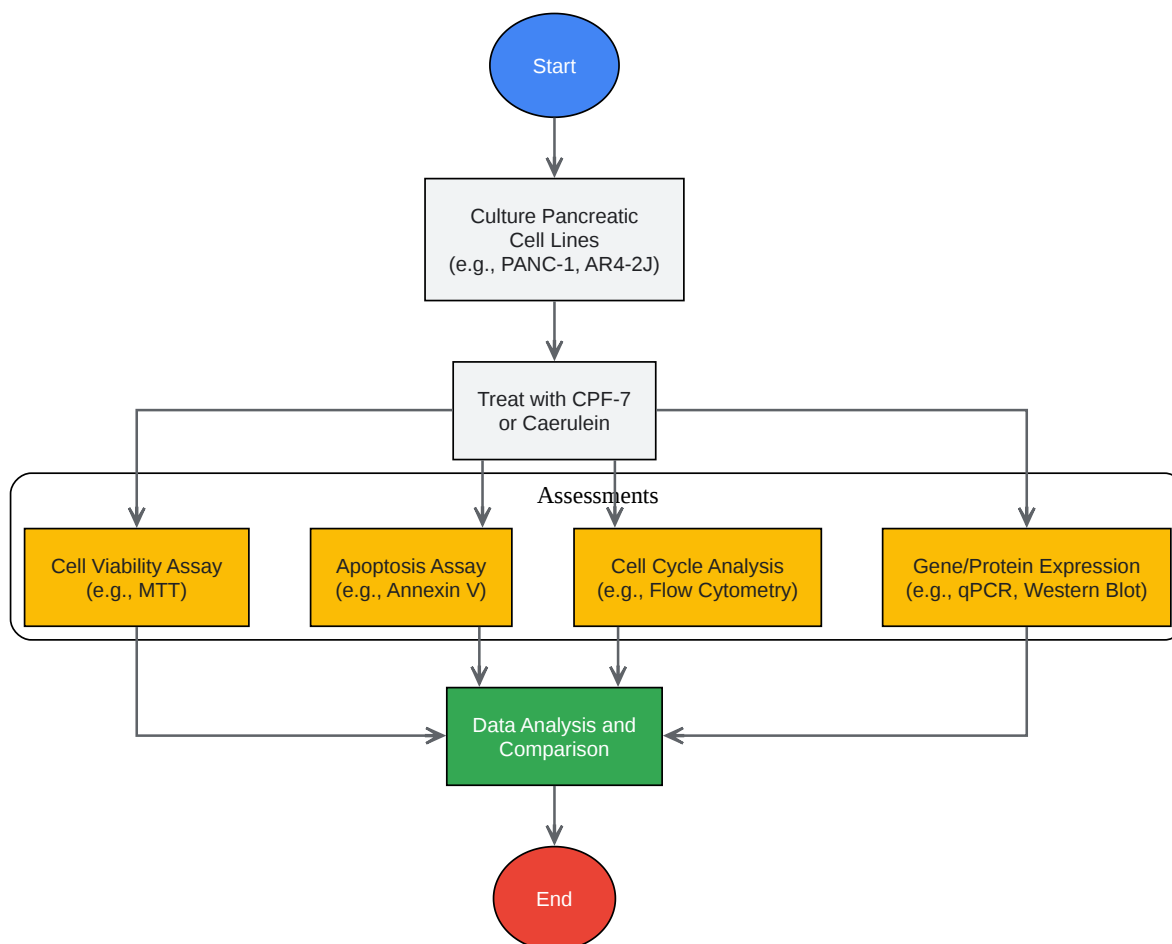 Start
Culture Pancreatic
Cell Lines
(e.g., PANC-1, AR4-2J)
Treat with CPF-7
or Caerulein
Assessments
Cell Viability Assay
(e.g., MTT)
Apoptosis Assay
(e.g., Annexin V)
Cell Cycle Analysis
(e.g., Flow Cytometry)
Gene/Protein Expression
(e.g., qPCR, Western Blot)
Data Analysis and
Comparison
End